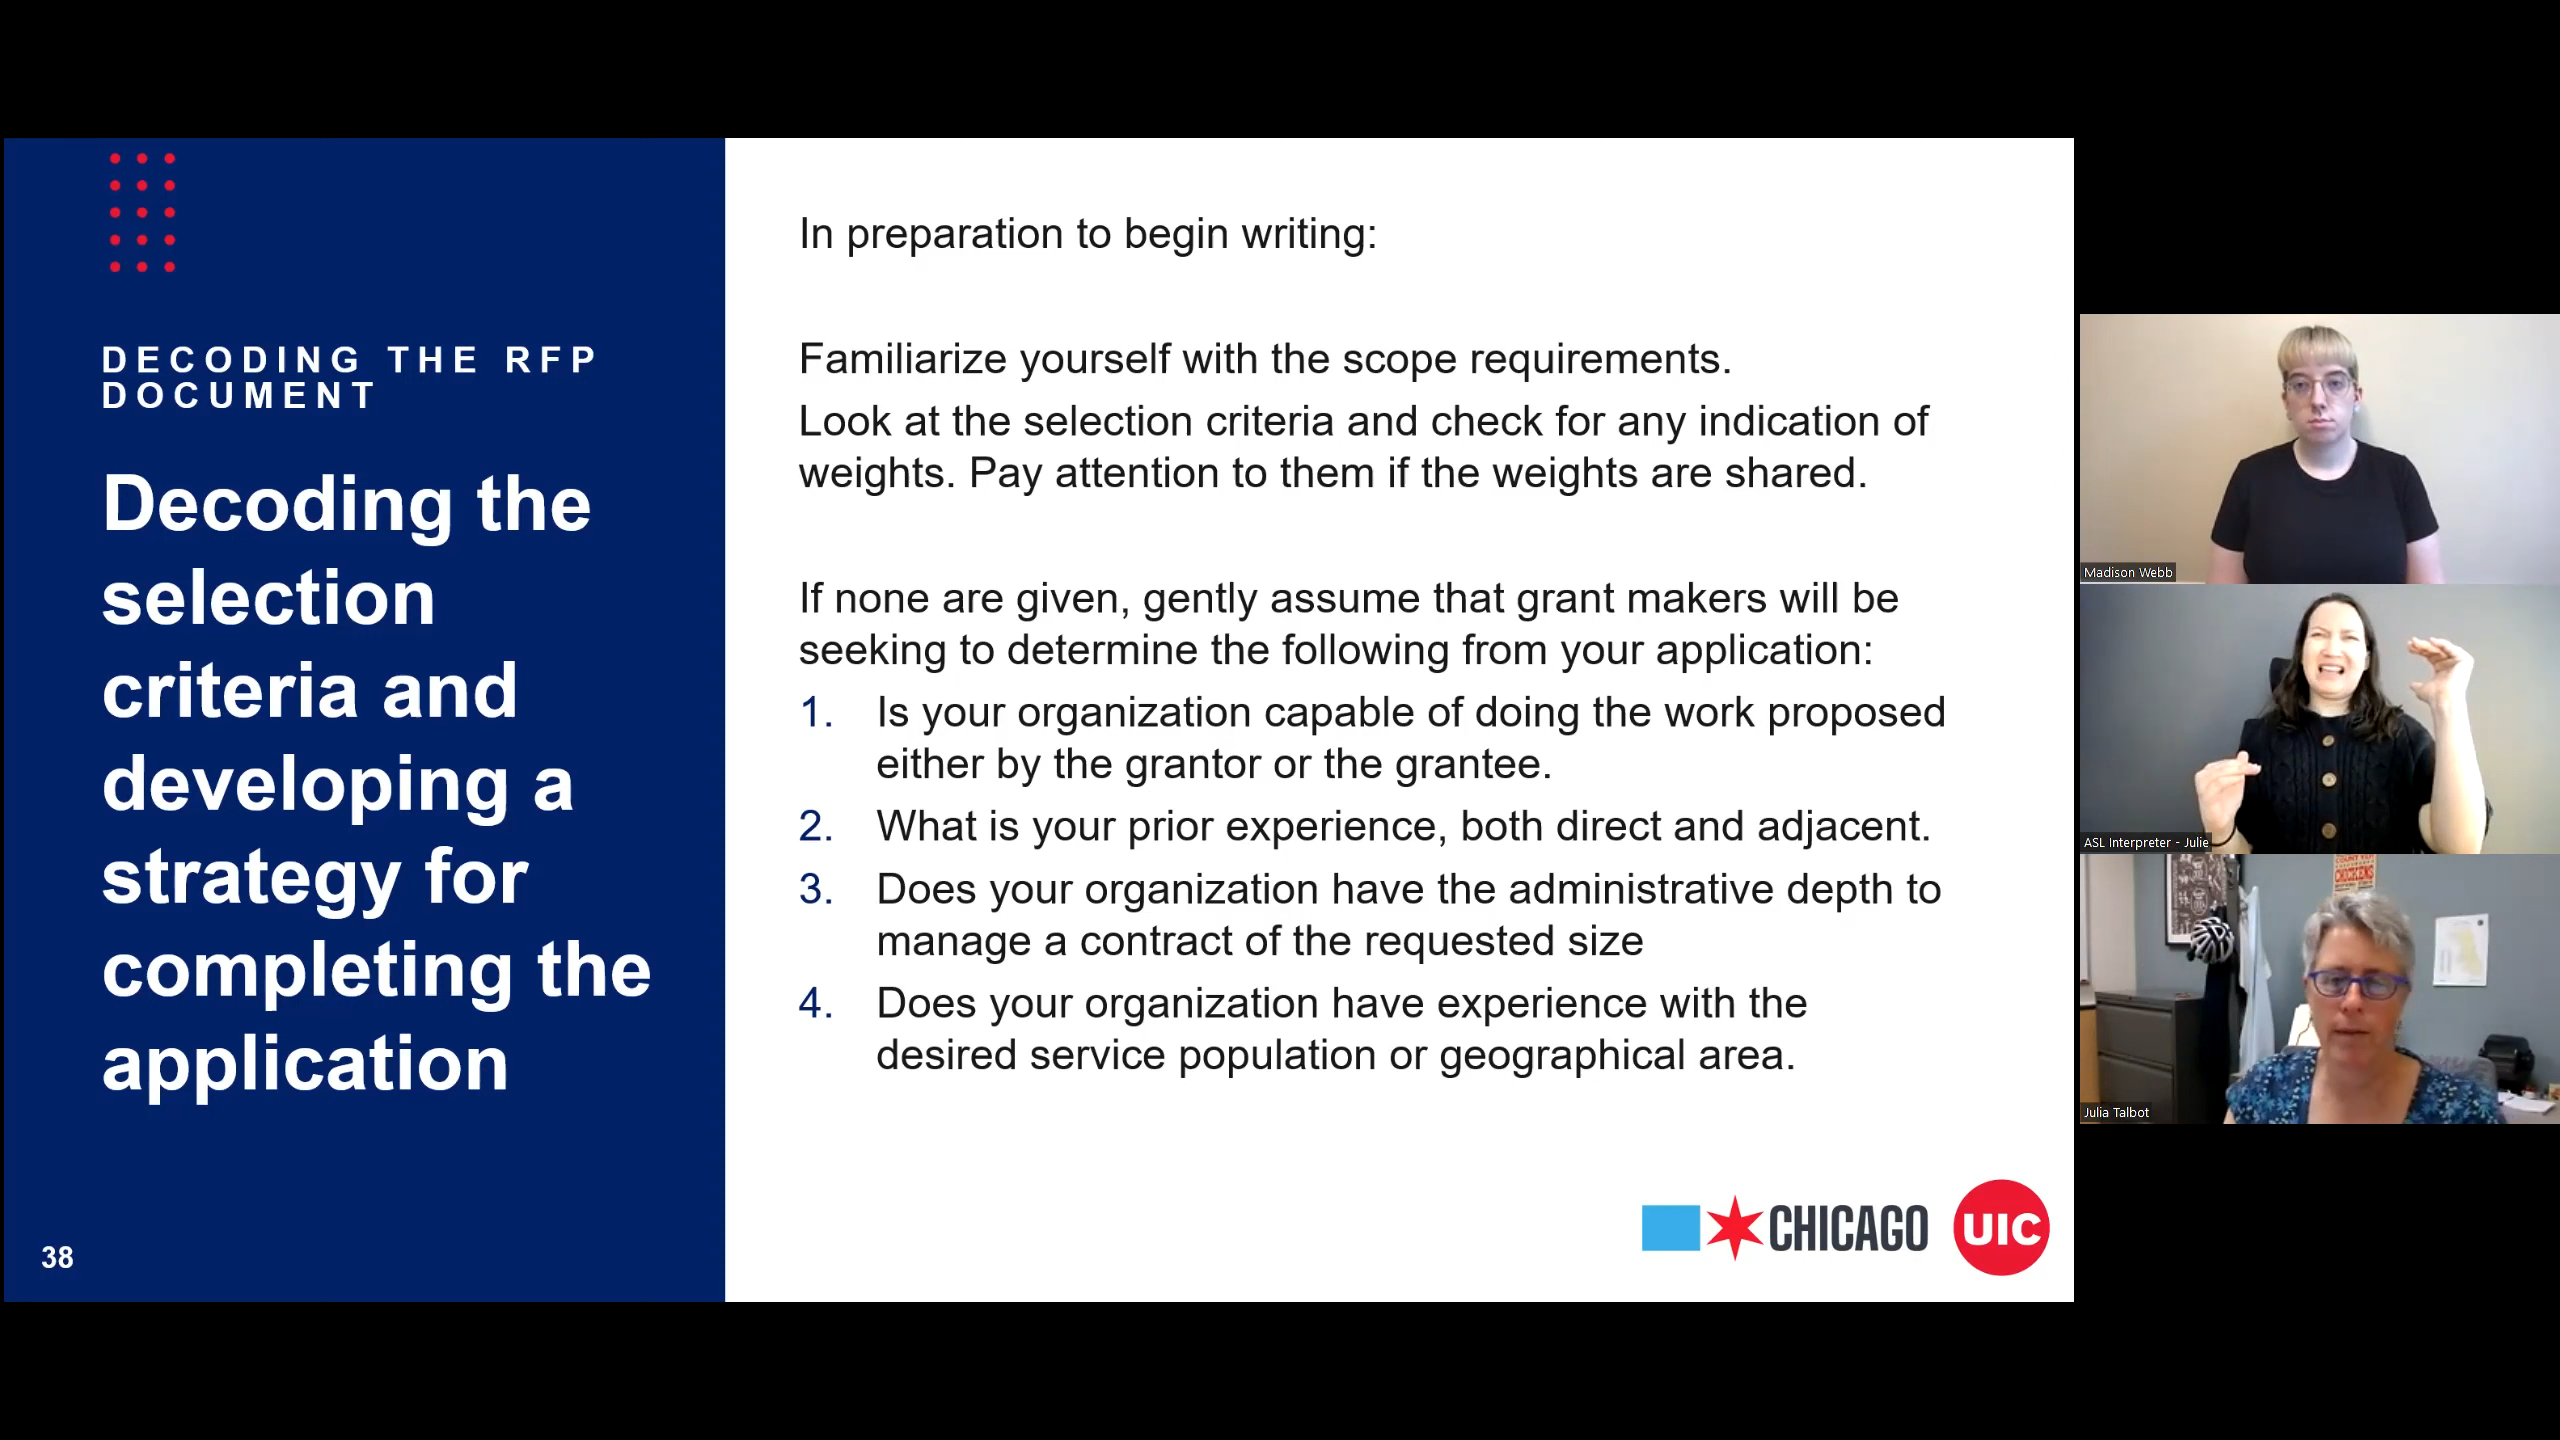 DECODING THE RFP
DOCUMENT
Decoding the
selection
criteria and
developing a
strategy for
completing the
application
38
In preparation to begin writing:
Familiarize yourself with the scope requirements.
Look at the selection criteria and check for any indication of
weights. Pay attention to them if the weights are shared.
If none are given, gently assume that grant makers will be
seeking to determine the following from your application:
1. Is your organization capable of doing the work proposed
either by the grantor or the grantee.
2. What is your prior experience, both direct and adjacent.
3. Does your organization have the administrative depth to
manage a contract of the requested size
4. Does your organization have experience with the
desired service population or geographical area.
CHICAGO
UIC
Madison Webb
ASL Interpreter - Julie
CHICKENS
Julia Talbot